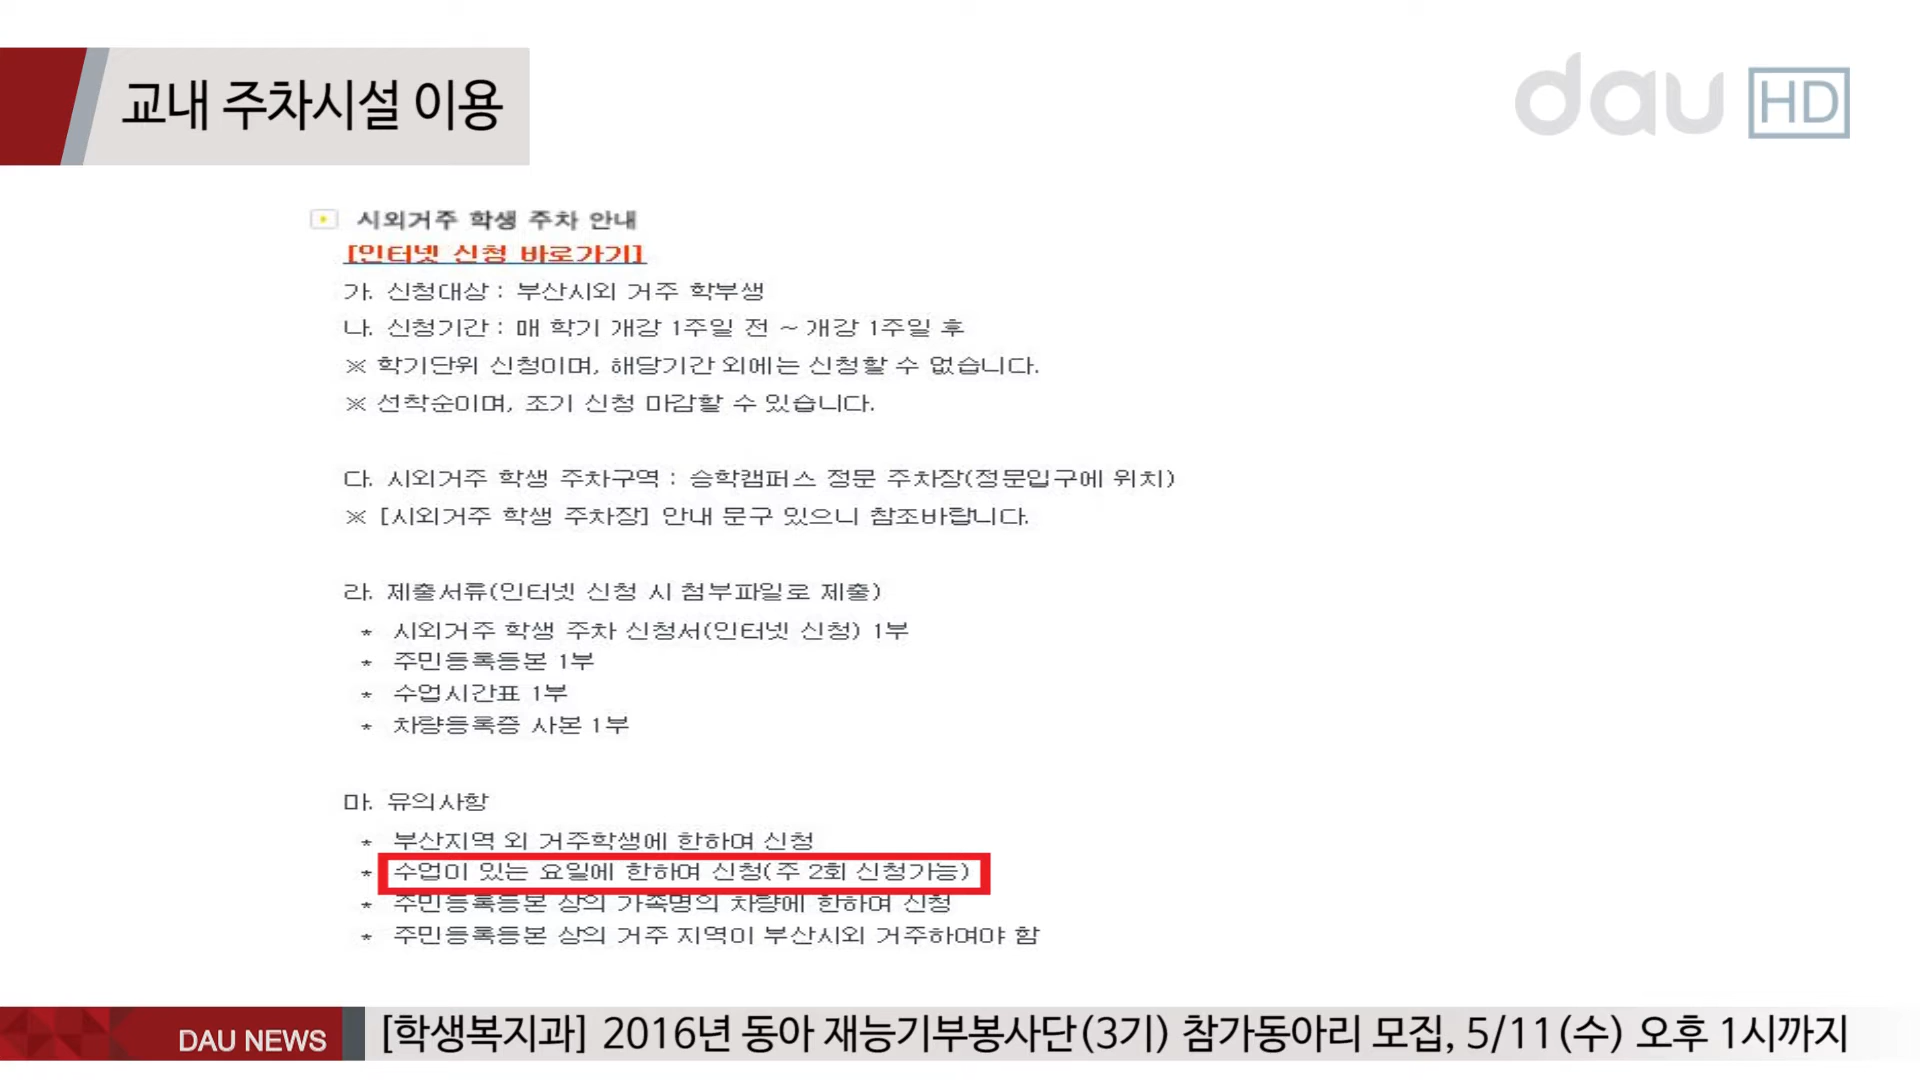 교내 주차시설 이용
dau HD
시외거주 학생 주차 안내
[인터넷 신청 바로가기]
가. 신청대상 : 부산시외 거주 학부생
나. 신청기간 : 매 학기 개강 1주일 전 ~ 개강 1주일 후
※ 학기단위 신청이며, 해당기간 외에는 신청할 수 없습니다.
※ 선착순이며, 조기 신청 마감할 수 있습니다.
다. 시외거주 학생 주차구역 : 승학캠퍼스 정문 주차장(정문입구에 위치)
※ [시외거주 학생 주차장] 안내 문구 있으니 참조바랍니다.
라. 제출서류(인터넷 신청 시 첨부파일로 제출)
* 시외거주 학생 주차 신청서(인터넷 신청) 1부
* 주민등록등본 1부
* 수업시간표 1부
* 차량등록증 사본 1부
마. 유의사항
* 부산지역 외 거주학생에 한하여 신청
* 수업이 있는 요일에 한하여 신청(주 2회 신청가능)
* 주민등록등본 상의 가족명의 차량에 한하여 신청
* 주민등록등본 상의 거주 지역이 부산시외 거주하여야 함
DAU NEWS
[학생복지과] 2016년 동아 재능기부봉사단(3기) 참가동아리 모집, 5/11(수) 오후 1시까지